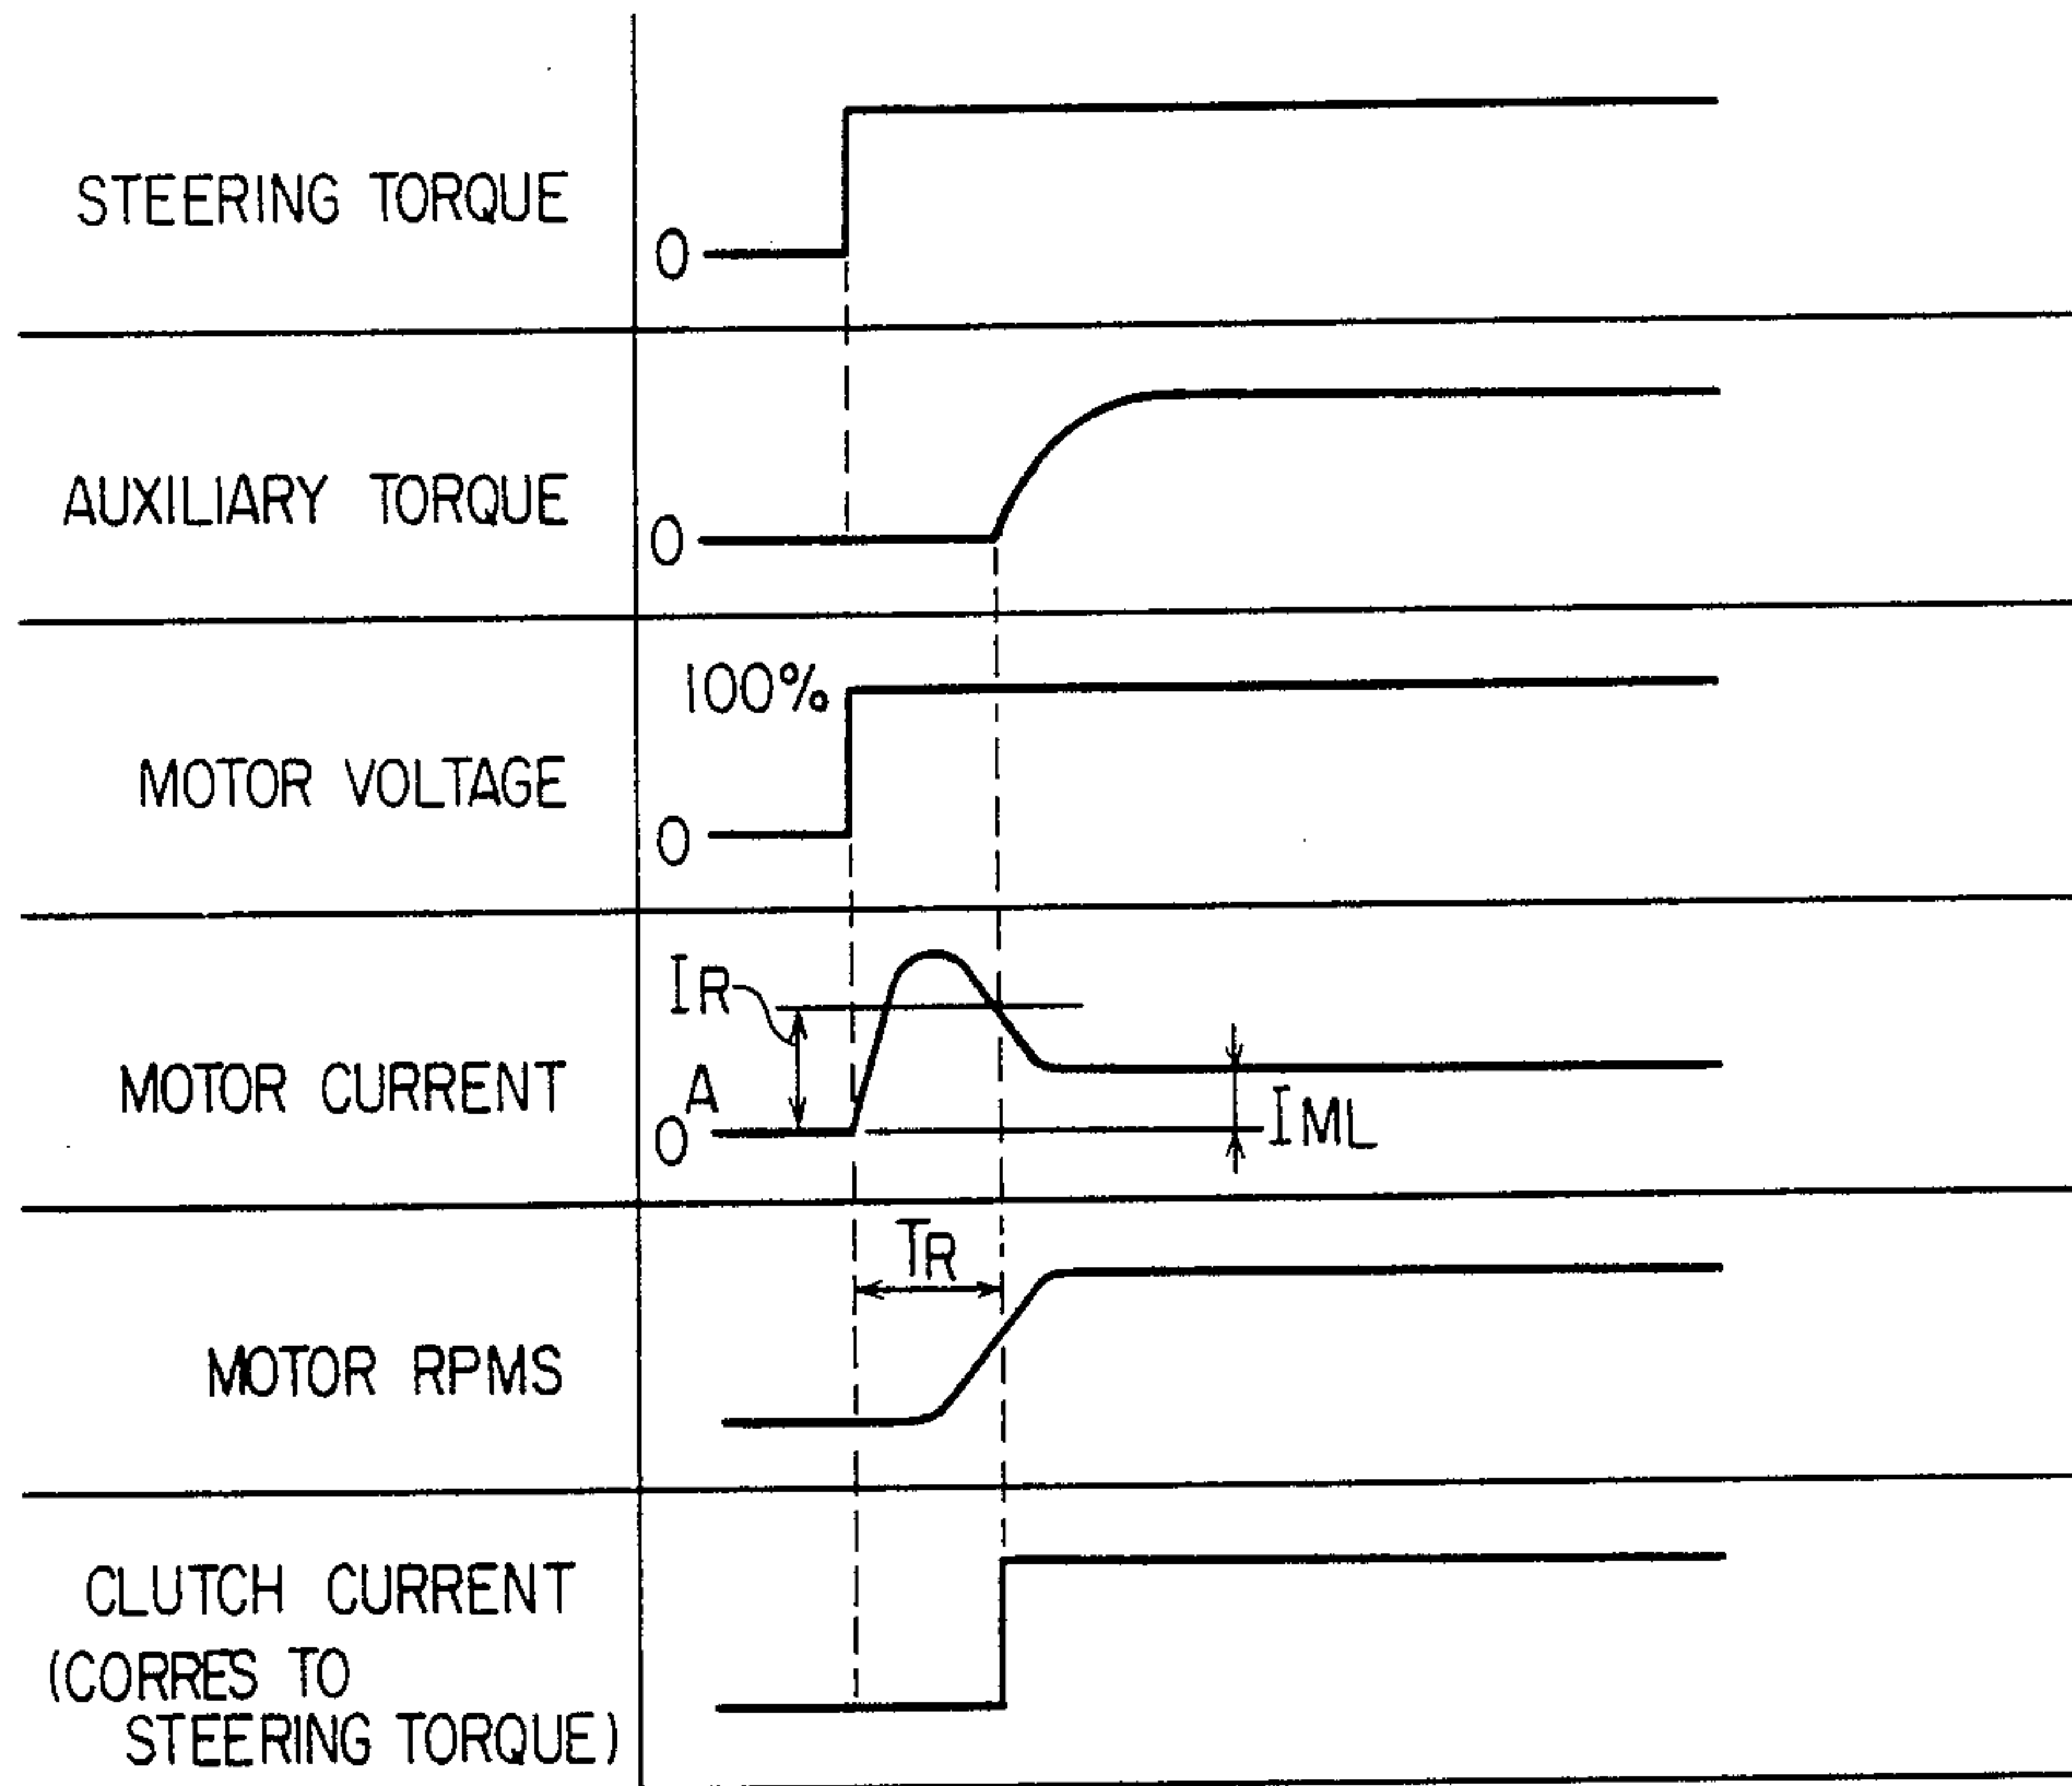 STEERING TORQUE
0
AUXILIARY TORQUE
0
100%
MOTOR VOLTAGE
0
IR
MOTOR CURRENT
A
0
IML
TR
MOTOR RPMS
CLUTCH CURRENT
(CORRES TO
STEERING TORQUE)